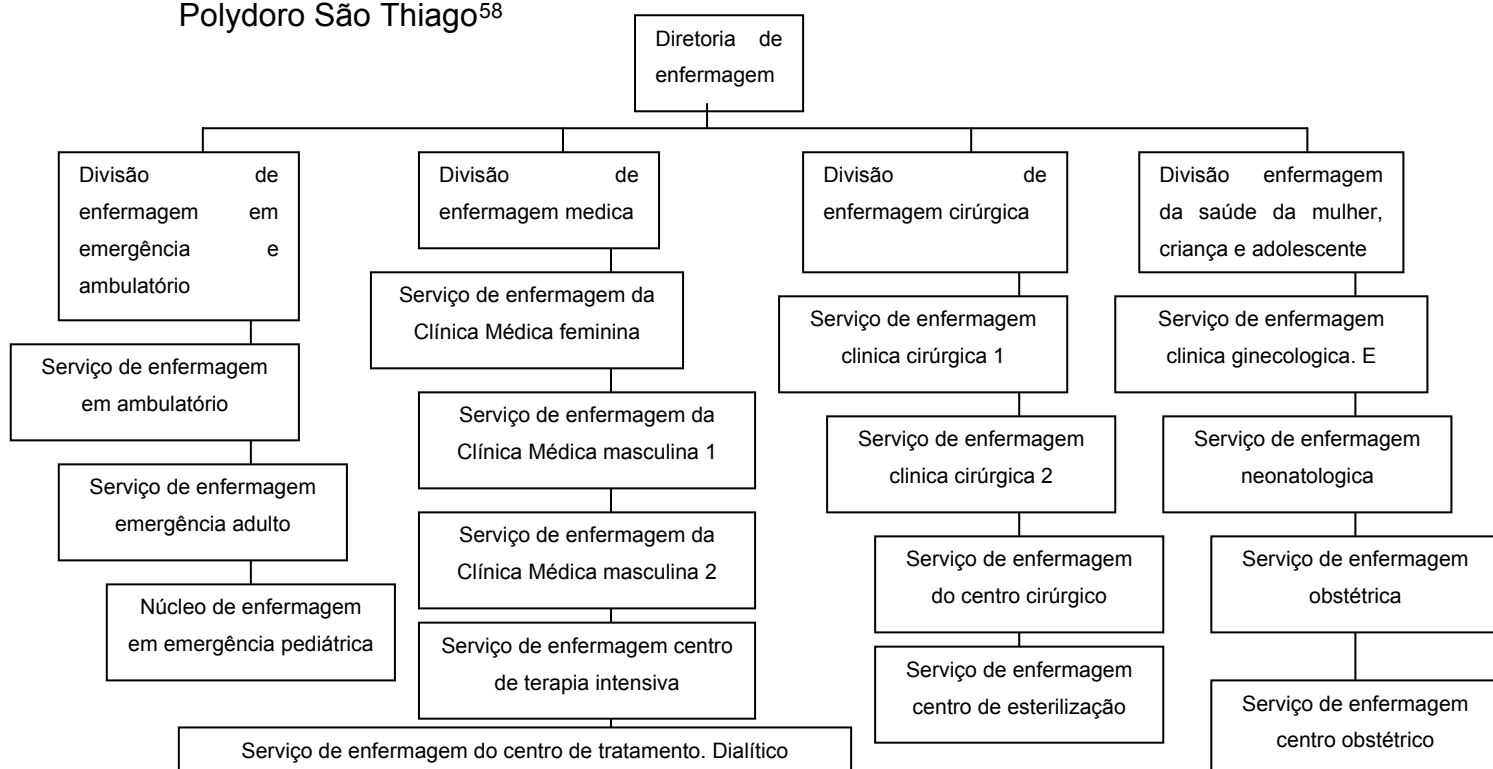 Polydoro São Thiago58
Diretoria de
enfermagem
Divisão de
enfermagem em
emergência e
ambulatório
Serviço de enfermagem
em ambulatório
Serviço de enfermagem
emergência adulto
Núcleo de enfermagem
em emergência pediátrica
Divisão de
enfermagem medica
Serviço de enfermagem da
Clínica Médica feminina
Serviço de enfermagem da
Clínica Médica masculina 1
Serviço de enfermagem da
Clínica Médica masculina 2
Serviço de enfermagem centro
de terapia intensiva
Serviço de enfermagem do centro de tratamento. Dialítico
Divisão de
enfermagem cirúrgica
Serviço de enfermagem
clinica cirúrgica 1
Serviço de enfermagem
clinica cirúrgica 2
Serviço de enfermagem
do centro cirúrgico
Serviço de enfermagem
centro de esterilização
Divisão enfermagem
da saúde da mulher,
criança e adolescente
Serviço de enfermagem
clinica ginecologica. E
Serviço de enfermagem
neonatologica
Serviço de enfermagem
obstétrica
Serviço de enfermagem
centro obstétrico